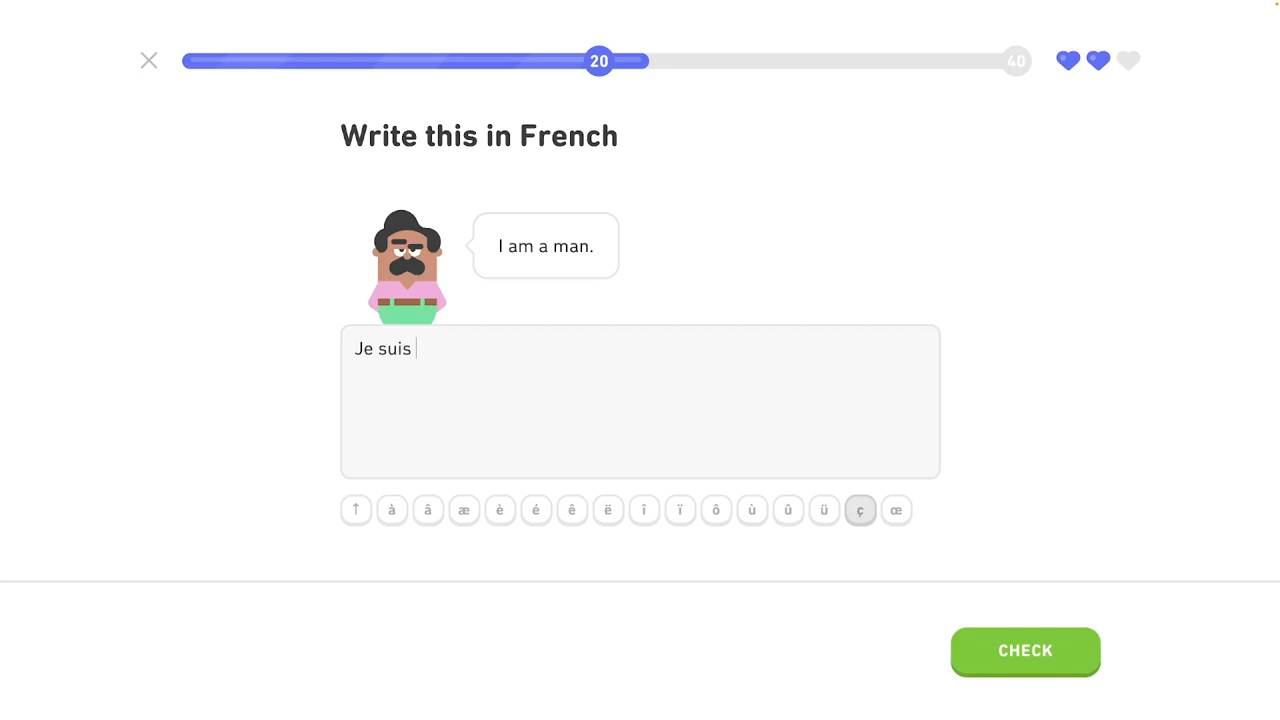 20
40
Write this in French
I am a man.
Je suis
↑ à â æ è é ê ë î ï ô ù û ü ç œ
CHECK